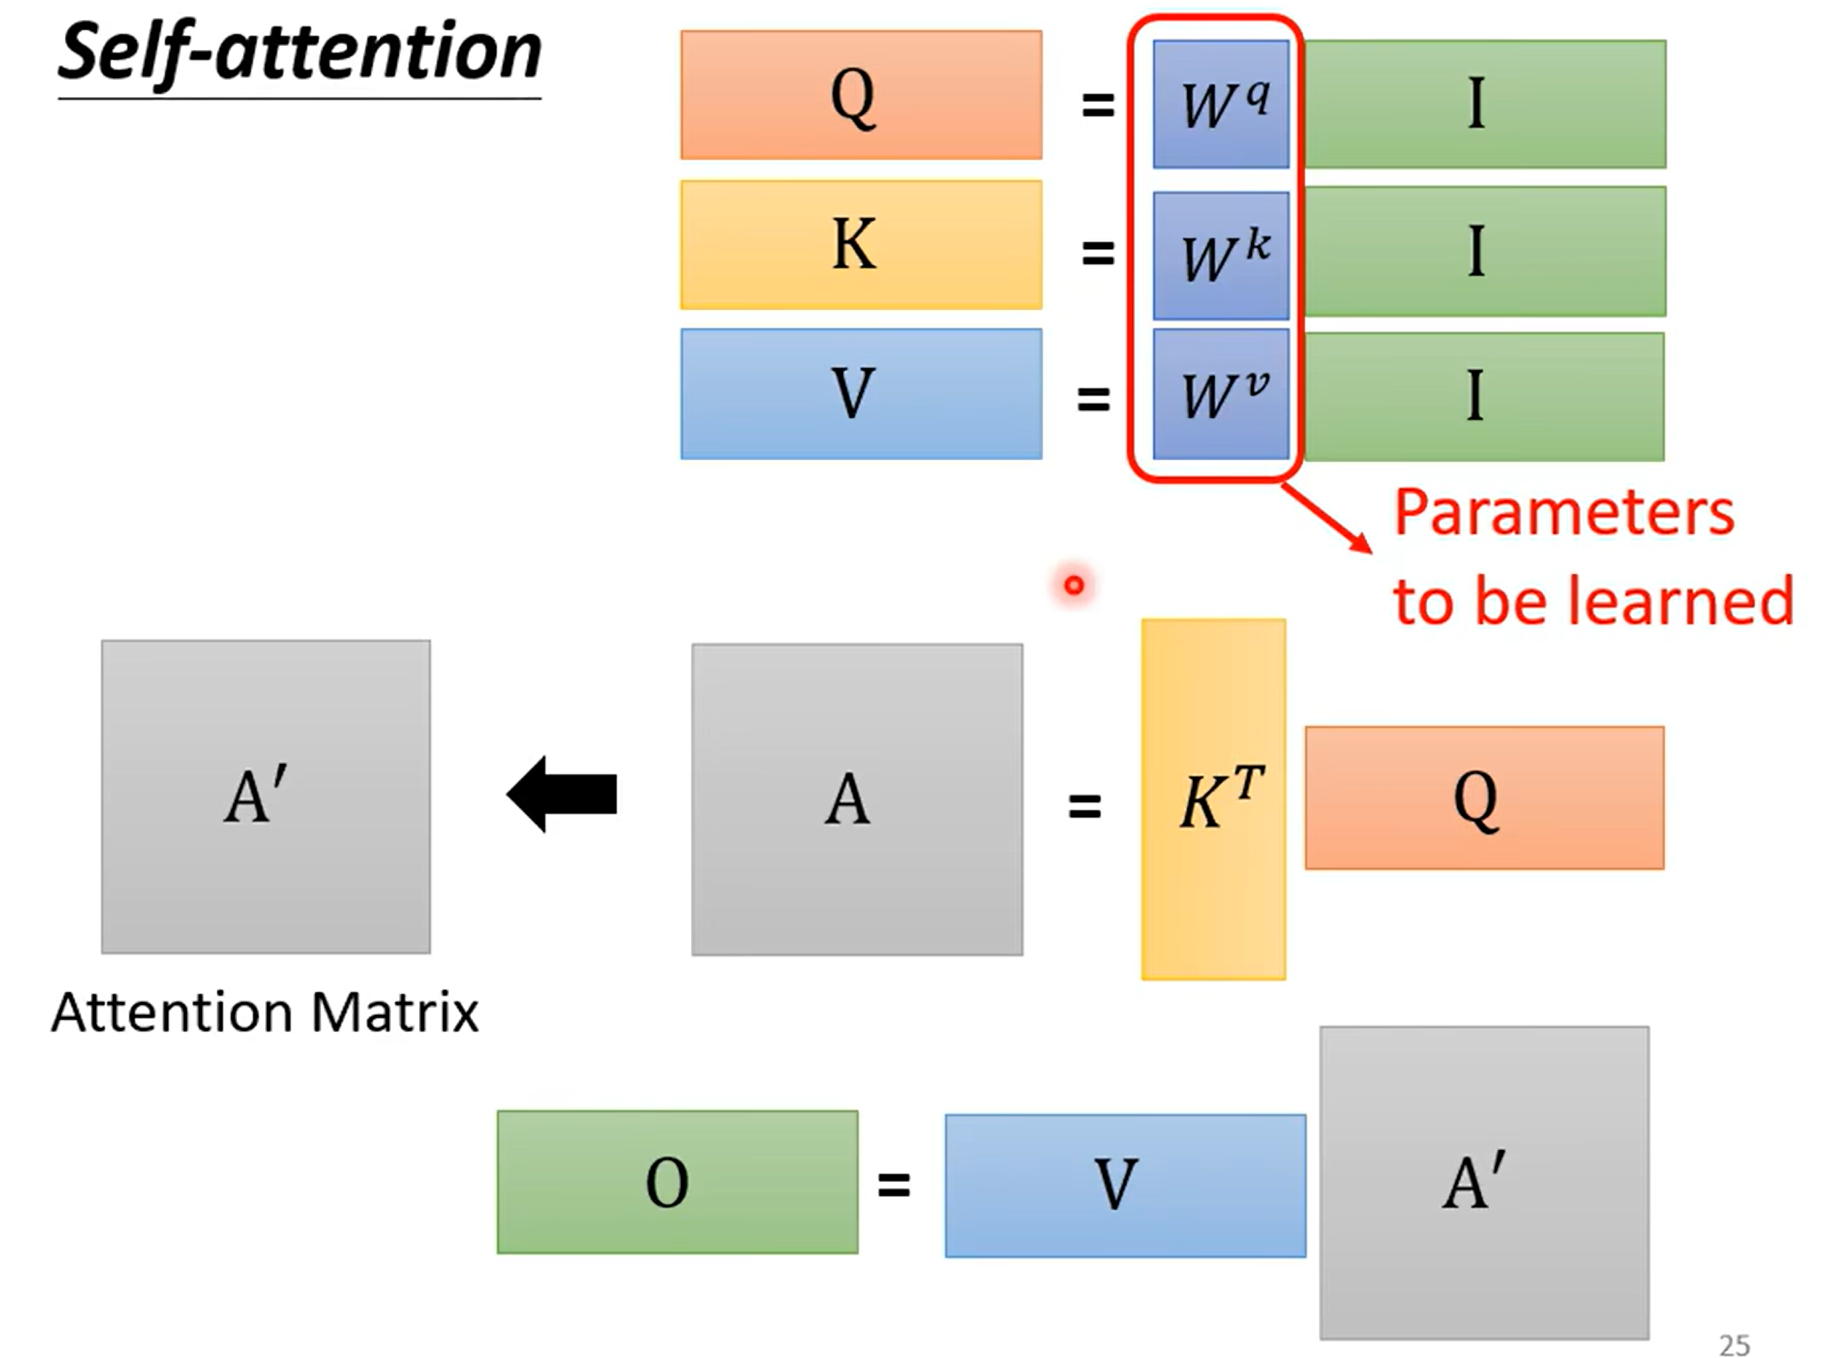 Self-attention
Q = W^q I
K = W^k I
V = W^v I
Parameters
to be learned
A′ A = K^T Q
Attention Matrix
O = V A′
25